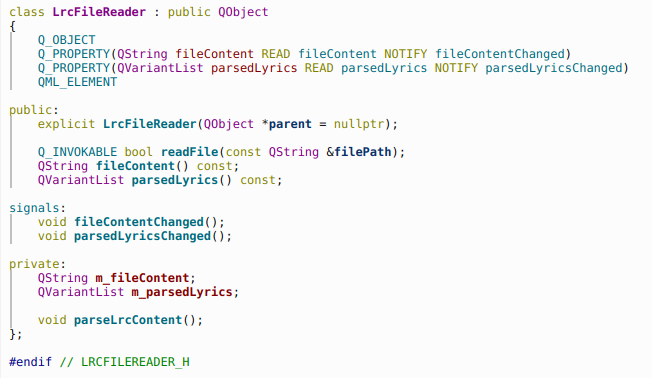 class LrcFileReader : public QObject
{
    Q_OBJECT
    Q_PROPERTY(QString fileContent READ fileContent NOTIFY fileContentChanged)
    Q_PROPERTY(QVariantList parsedLyrics READ parsedLyrics NOTIFY parsedLyricsChanged)
    QML_ELEMENT

public:
    explicit LrcFileReader(QObject *parent = nullptr);

    Q_INVOKABLE bool readFile(const QString &filePath);
    QString fileContent() const;
    QVariantList parsedLyrics() const;

signals:
    void fileContentChanged();
    void parsedLyricsChanged();

private:
    QString m_fileContent;
    QVariantList m_parsedLyrics;

    void parseLrcContent();
};

#endif // LRCFILEREADER_H